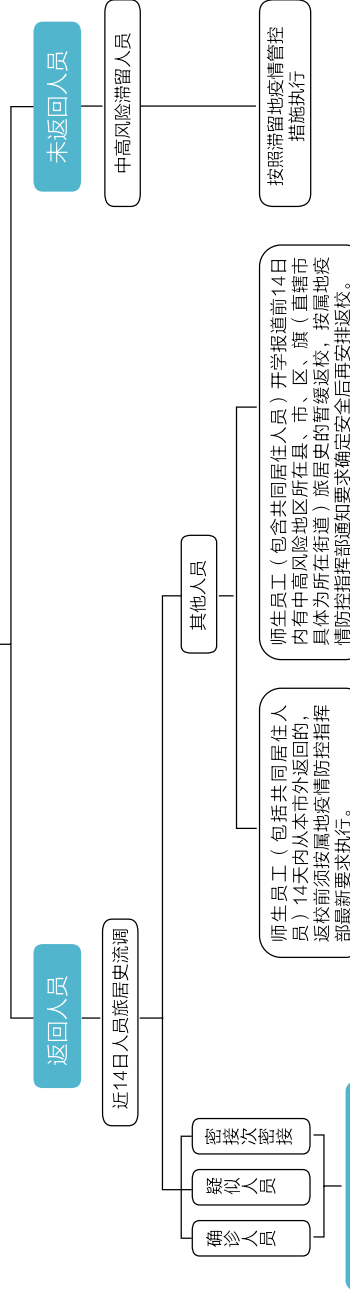 返回人员
未返回人员
近14日人员旅居史流调
中高风险滞留人员
确诊人员
疑似人员
密接次密接
其他人员
师生员工（包括共同居住人
员）14天内从本市外返回的，
返校前须按属地疫情防控指挥
部最新要求执行。
师生员工（包含共同居住人员）开学报道前14日
内有中高风险地区所在县、市、区、旗（直辖市
具体为所在街道）旅居史的暂缓返校，按属地疫
情防控指挥部通知要求确定安全后再安排返校。
按照滞留地疫情管控
措施执行